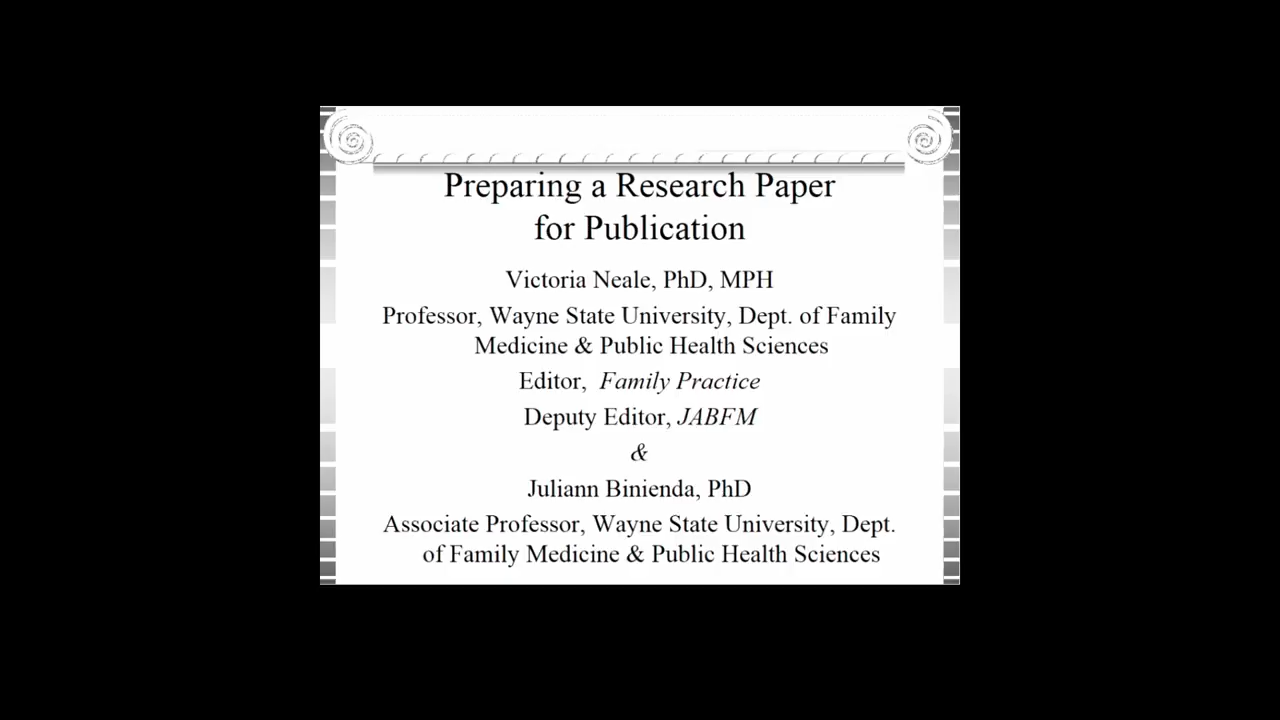 Preparing a Research Paper
for Publication
Victoria Neale, PhD, MPH
Professor, Wayne State University, Dept. of Family
Medicine & Public Health Sciences
Editor, Family Practice
Deputy Editor, JABFM
&
Juliann Binienda, PhD
Associate Professor, Wayne State University, Dept.
of Family Medicine & Public Health Sciences